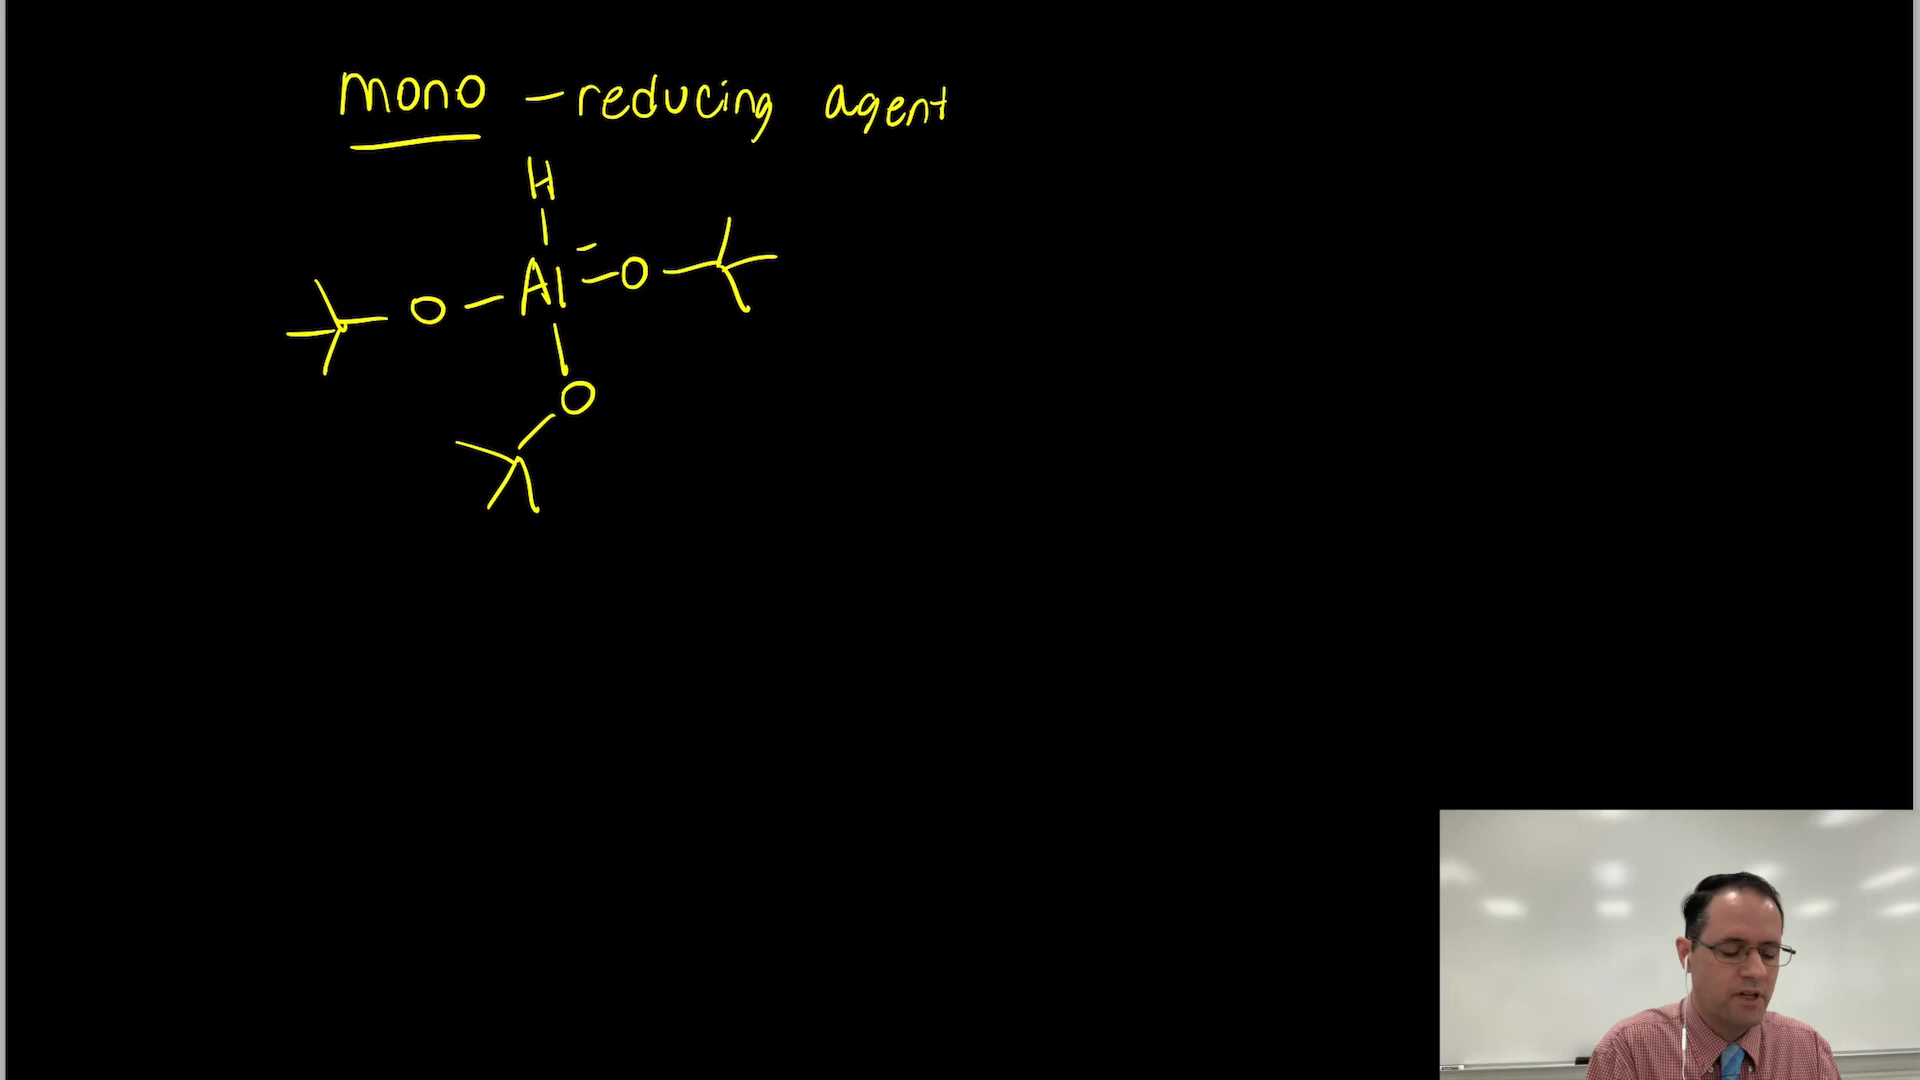 mono - reducing agent
H
O - Al - O
O